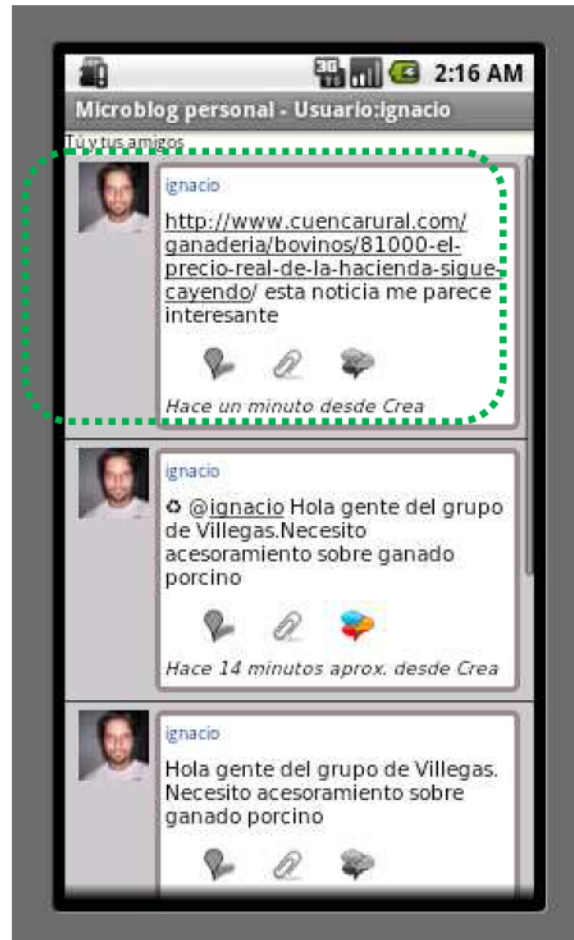 3G
2:16 AM
Microblog personal - Usuario:ignacio
Tú y tus amigos
ignacio
http://www.cuencarural.com/
ganaderia/bovinos/81000-el-
precio-real-de-la-hacienda-sigue-
cayendo/ esta noticia me parece
interesante
Hace un minuto desde Crea
ignacio
♻ @ignacio Hola gente del grupo
de Villegas.Necesito
acesoramiento sobre ganado
porcino
Hace 14 minutos aprox. desde Crea
ignacio
Hola gente del grupo de Villegas.
Necesito acesoramiento sobre
ganado porcino